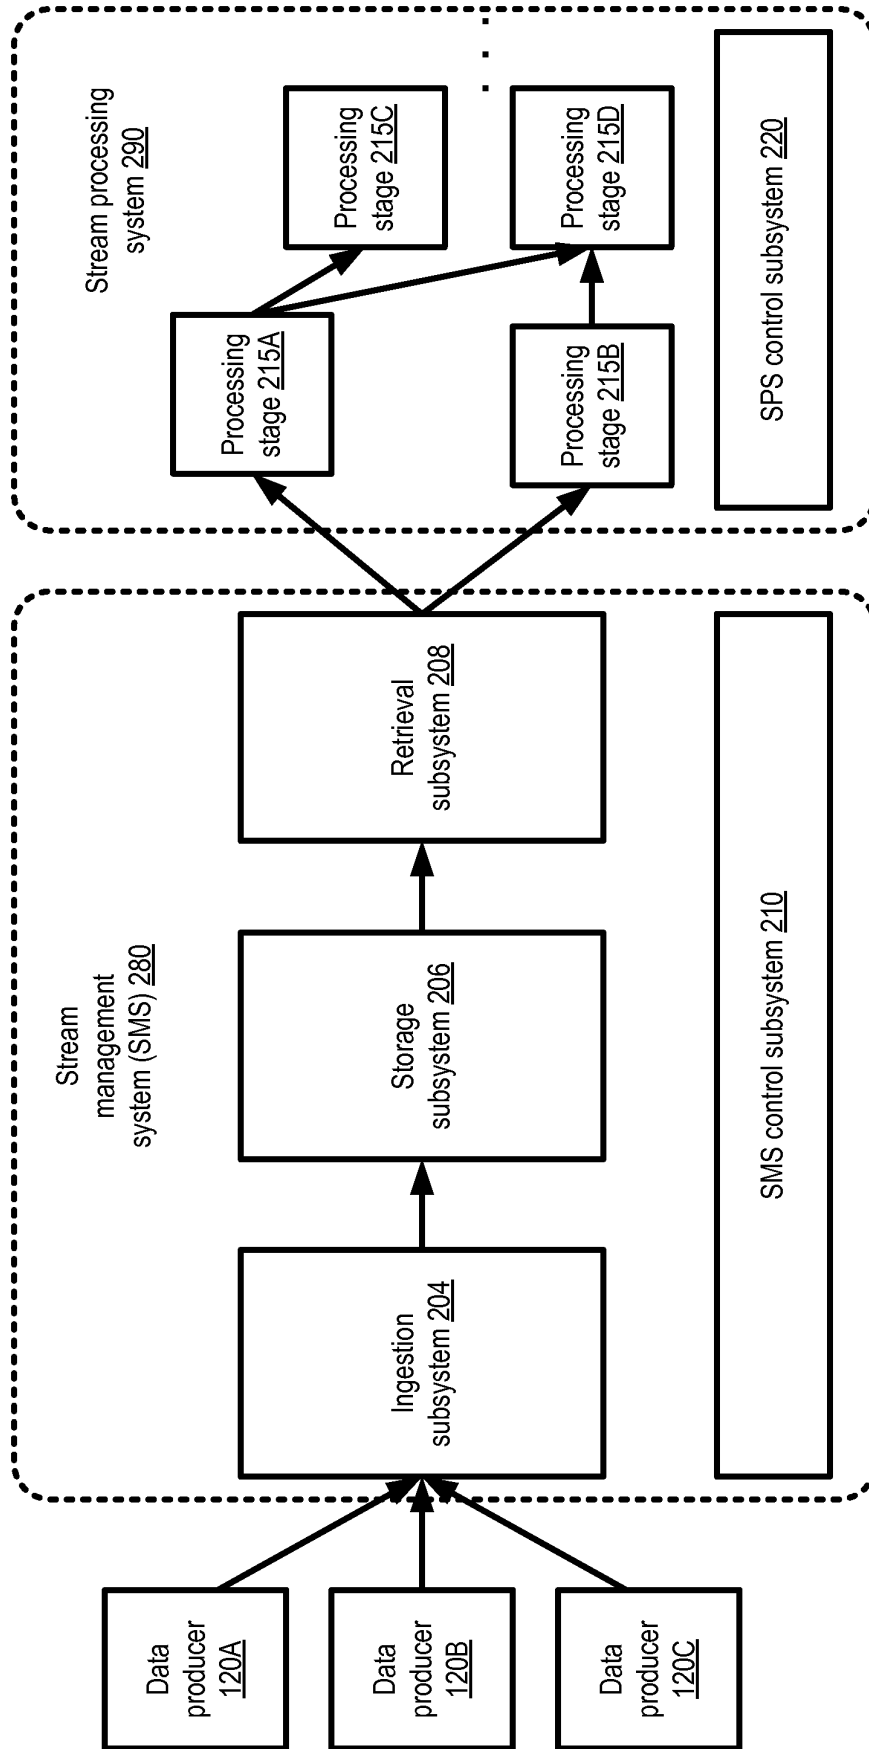 Data
producer
120A
Data
producer
120B
Data
producer
120C
Stream
management
system (SMS) 280
Ingestion
subsystem 204
Storage
subsystem 206
Retrieval
subsystem 208
SMS control subsystem 210
Stream processing
system 290
Processing
stage 215A
Processing
stage 215B
Processing
stage 215C
Processing
stage 215D
. . .
SPS control subsystem 220